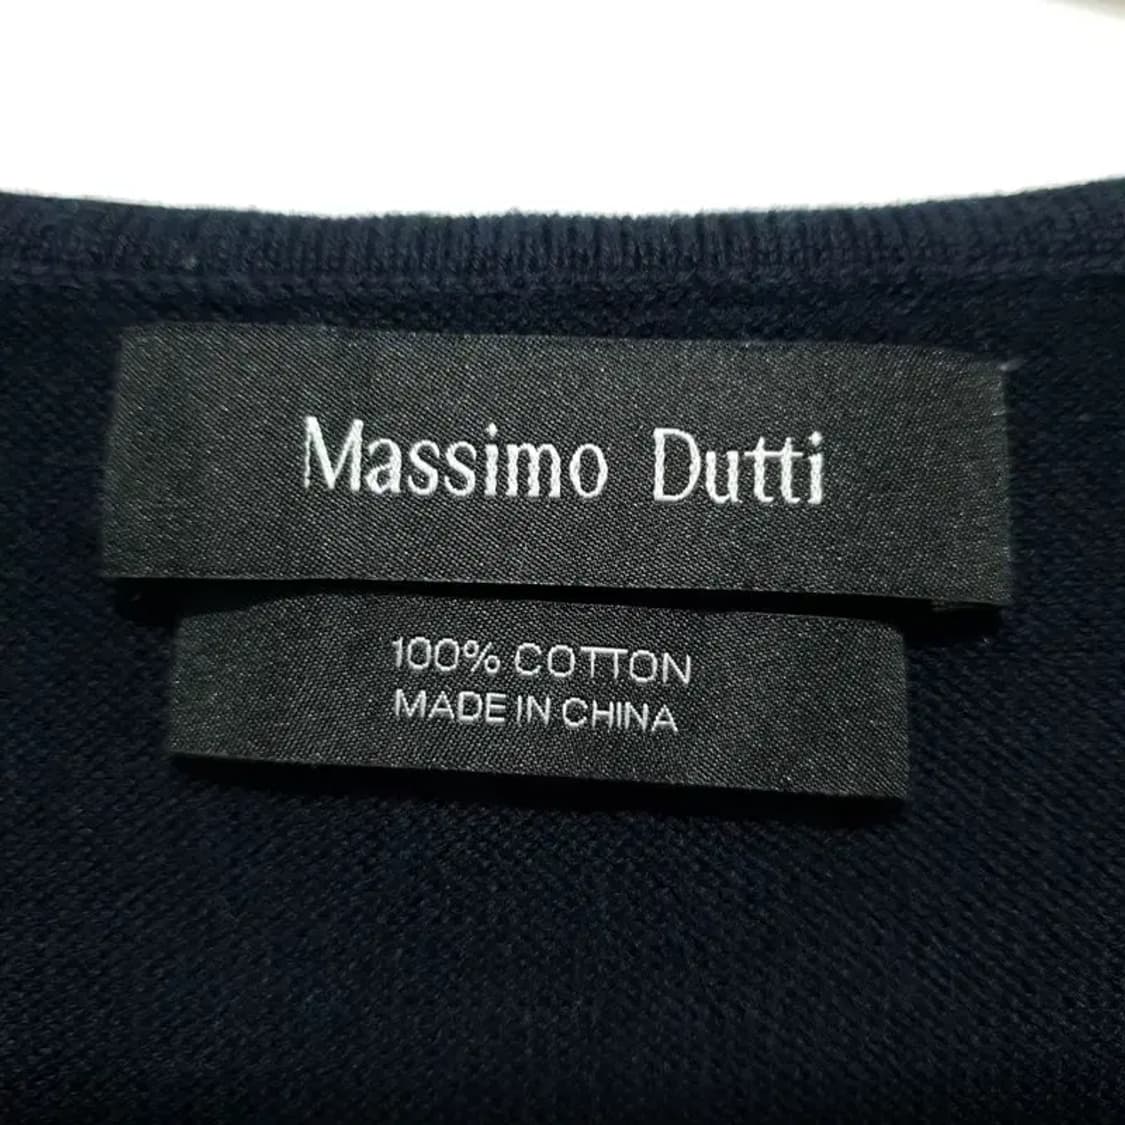 Massimo Dutti
100% COTTON
MADE IN CHINA